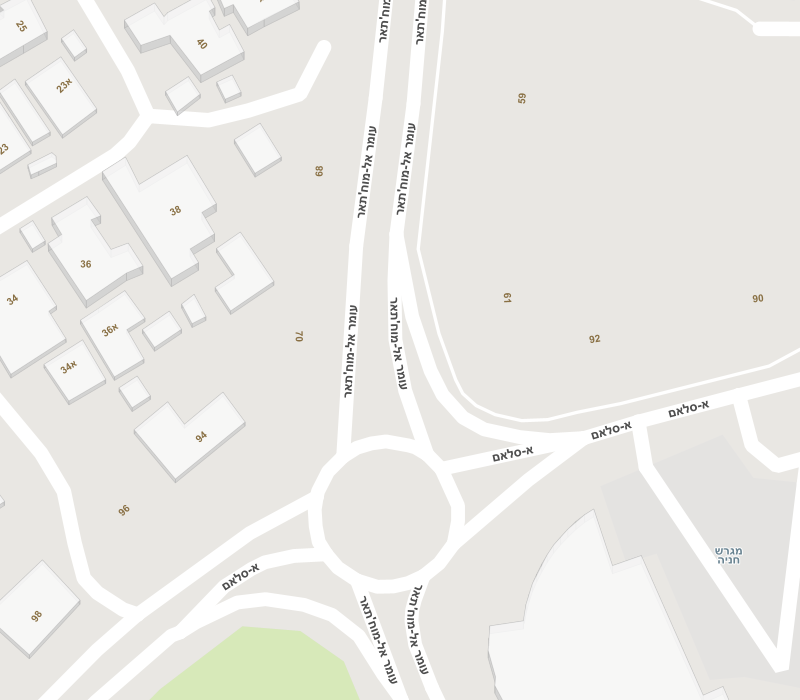 25
40
עומר אל-מוח'תאר
עומר אל-מוח'תאר
23א
59
23
89
עומר אל-מוח'תאר
עומר אל-מוח'תאר
38
36
34
61
90
36א
70
92
עומר אל-מוח'תאר
עומר אל-מוח'תאר
34א
א-סלאם
א-סלאם
94
א-סלאם
96
מגרש
חניה
א-סלאם
98
עומר אל-מוח'תאר
עומר אל-מוח'תאר